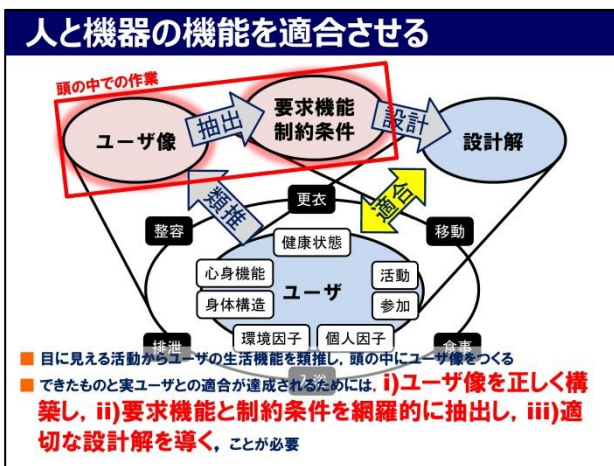 人と機器の機能を適合させる
頭の中での作業
ユーザ像
抽出
要求機能
制約条件
設計
設計解
類推
更衣
適合
整容
移動
健康状態
心身機能
身体構造
ユーザ
活動
参加
環境因子
個人因子
排泄
食事
■ 目に見える活動からユーザの生活機能を類推し,頭の中にユーザ像をつくる
■ できたものと実ユーザとの適合が達成されるためには, i)ユーザ像を正しく構
築し, ii)要求機能と制約条件を網羅的に抽出し, iii)適
切な設計解を導く, ことが必要